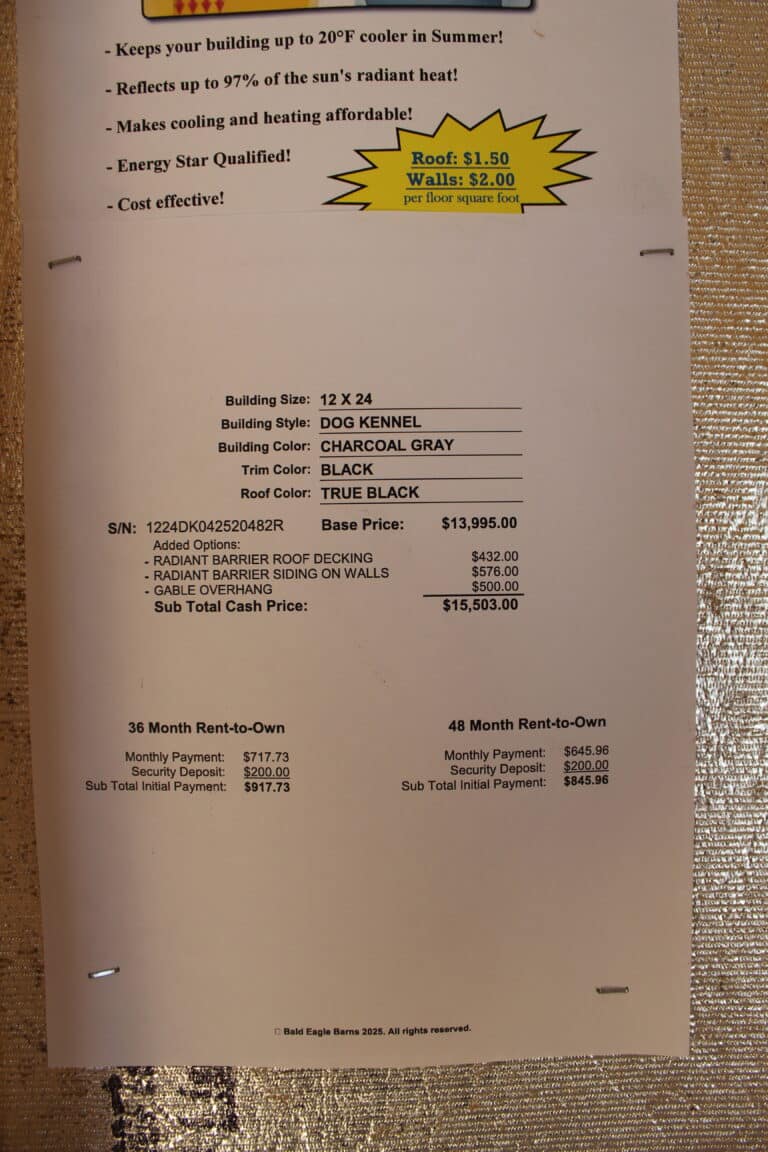 - Keeps your building up to 20°F cooler in Summer!
- Reflects up to 97% of the sun's radiant heat!
- Makes cooling and heating affordable!
- Energy Star Qualified!
- Cost effective!
Roof: $1.50
Walls: $2.00
per floor square foot
Building Size: 12 X 24
Building Style: DOG KENNEL
Building Color: CHARCOAL GRAY
Trim Color: BLACK
Roof Color: TRUE BLACK
S/N: 1224DK042520482R Base Price: $13,995.00
Added Options:
- RADIANT BARRIER ROOF DECKING $432.00
- RADIANT BARRIER SIDING ON WALLS $576.00
- GABLE OVERHANG $500.00
Sub Total Cash Price: $15,503.00
36 Month Rent-to-Own
Monthly Payment: $717.73
Security Deposit: $200.00
Sub Total Initial Payment: $917.73
48 Month Rent-to-Own
Monthly Payment: $645.96
Security Deposit: $200.00
Sub Total Initial Payment: $845.96
□ Bald Eagle Barns 2025. All rights reserved.